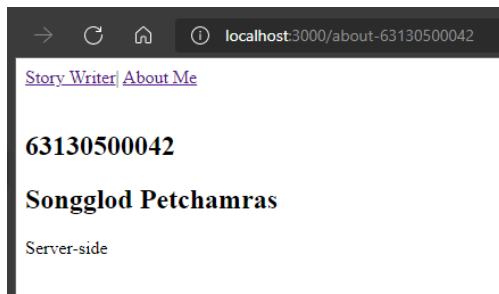 localhost:3000/about-63130500042
Story Writer| About Me
63130500042
Songglod Petchamras
Server-side